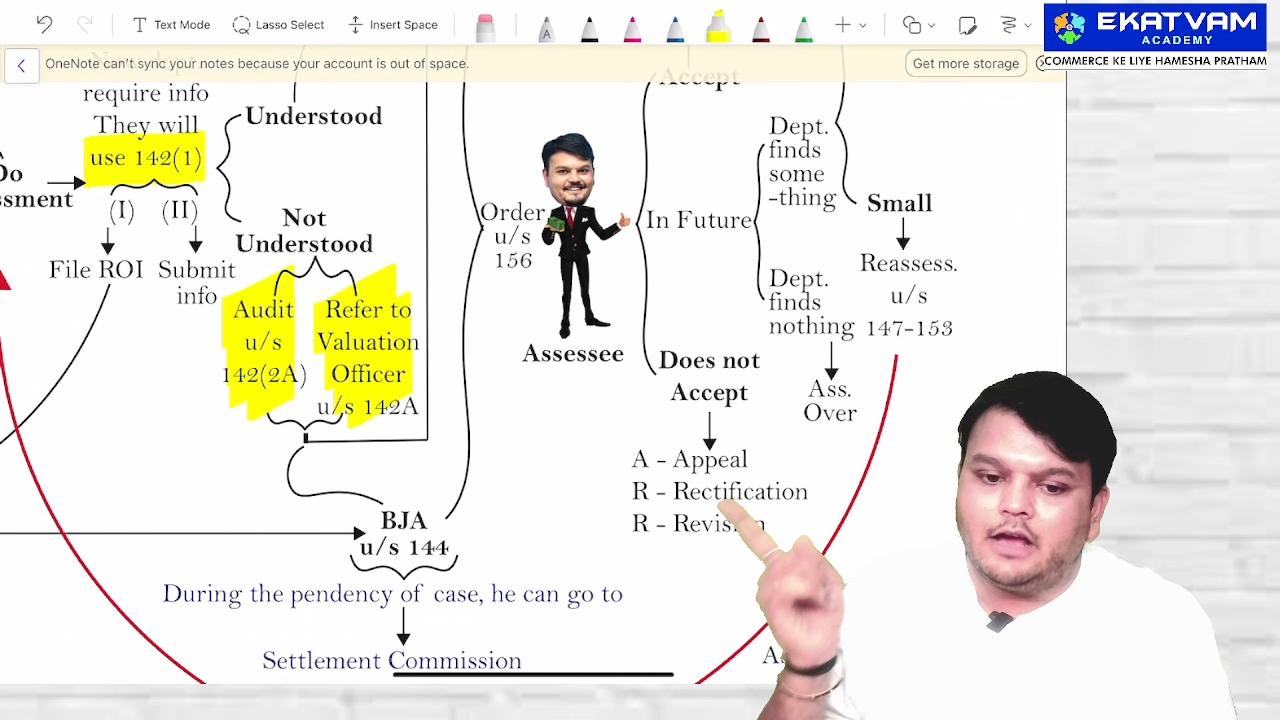 Text Mode
Lasso Select
Insert Space
EKATVAM
ACADEMY
COMMERCE KE LIYE HAMESHA PRATHAM
OneNote can't sync your notes because your account is out of space.
Get more storage
require info
They will
use 142(1)
(I) (II)
File ROI
Submit
info
Understood
Not
Understood
Audit
u/s
142(2A)
Refer to
Valuation
Officer
u/s 142A
BJA
u/s 144
During the pendency of case, he can go to
Settlement Commission
Order
u/s
156
Assessee
Accept
In Future
Does not
Accept
A - Appeal
R - Rectification
R - Revision
Dept.
finds
some
-thing
Dept.
finds
nothing
Ass.
Over
Small
Reassess.
u/s
147-153